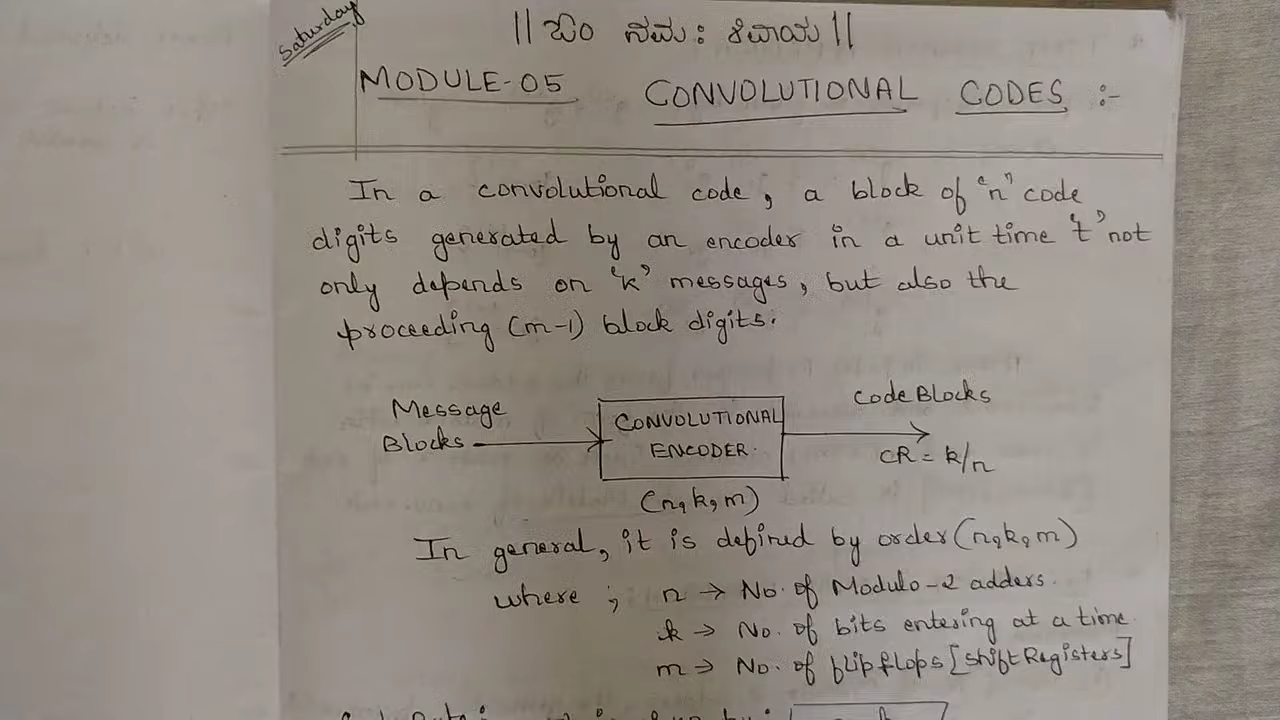 Saturday
|| ಓಂ ನಮಃ ಶಿವಾಯ ||
MODULE-05 CONVOLUTIONAL CODES :-
In a convolutional code, a block of 'n' code
digits generated by an encoder in a unit time 't' not
only depends on 'k' messages, but also the
proceeding (m-1) block digits.
Message
Blocks
CONVOLUTIONAL
ENCODER.
(n,k,m)
Code Blocks
CR = k/n
In general, it is defined by order (n,k,m)
where ; n → No. of Modulo-2 adders.
k → No. of bits entering at a time.
m → No. of flipflops [Shift Registers]